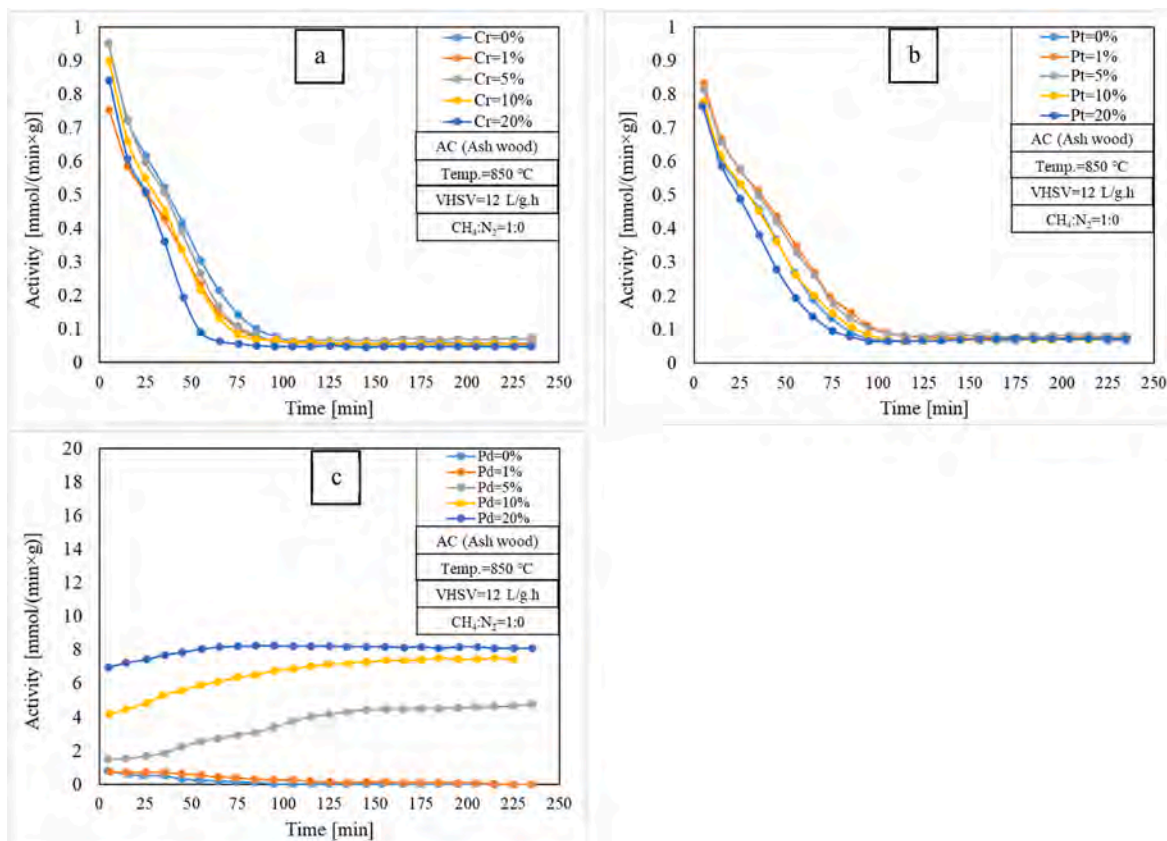 a
Activity [mmol/(min×g)]
1
0.9
0.8
0.7
0.6
0.5
0.4
0.3
0.2
0.1
0
0 25 50 75 100 125 150 175 200 225 250
Time [min]
Cr=0%
Cr=1%
Cr=5%
Cr=10%
Cr=20%
AC (Ash wood)
Temp.=850 °C
VHSV=12 L/g.h
CH₄:N₂=1:0
b
Activity [mmol/(min×g)]
1
0.9
0.8
0.7
0.6
0.5
0.4
0.3
0.2
0.1
0
0 25 50 75 100 125 150 175 200 225 250
Time [min]
Pt=0%
Pt=1%
Pt=5%
Pt=10%
Pt=20%
AC (Ash wood)
Temp.=850 °C
VHSV=12 L/g.h
CH₄:N₂=1:0
c
Activity [mmol/(min×g)]
20
18
16
14
12
10
8
6
4
2
0
0 25 50 75 100 125 150 175 200 225 250
Time [min]
Pd=0%
Pd=1%
Pd=5%
Pd=10%
Pd=20%
AC (Ash wood)
Temp.=850 °C
VHSV=12 L/g.h
CH₄:N₂=1:0